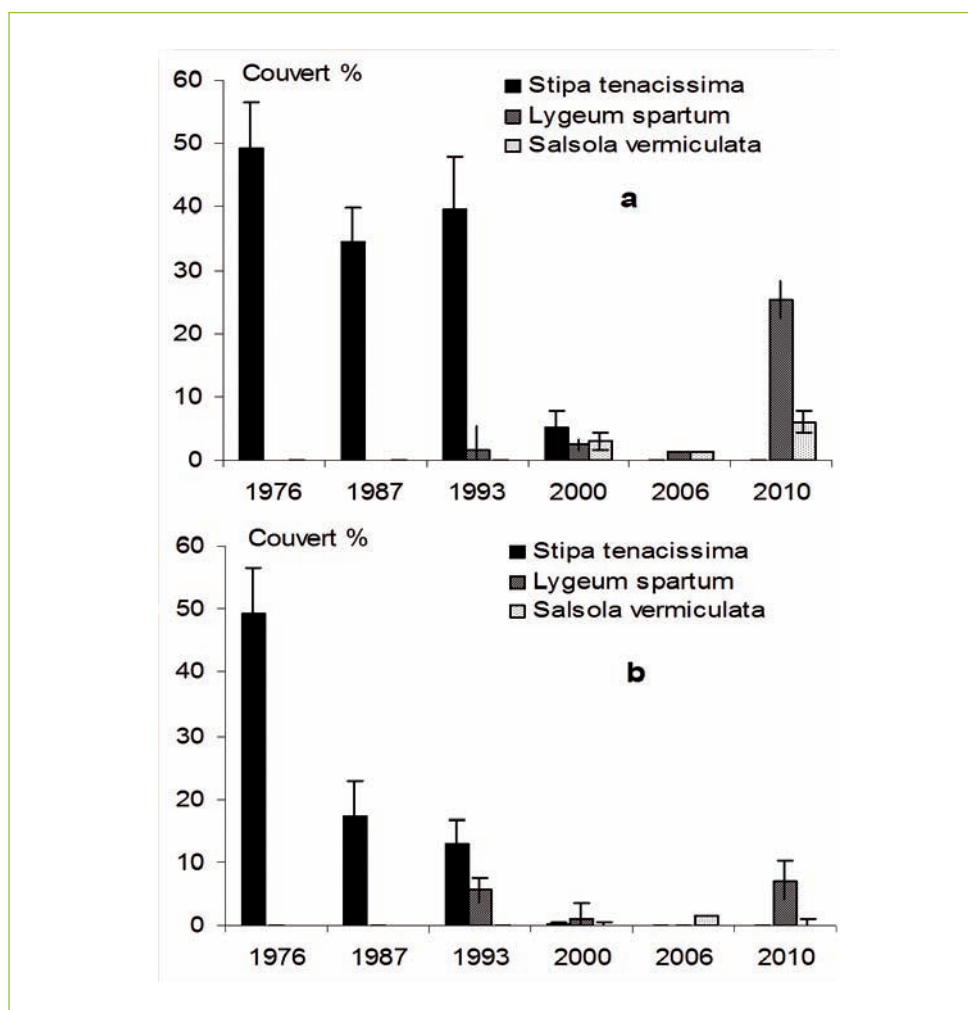 Couvert %
60
50
40
30
20
10
0
Stipa tenacissima
Lygeum spartum
Salsola vermiculata
a
1976 1987 1993 2000 2006 2010
Couvert %
60
50
40
30
20
10
0
Stipa tenacissima
Lygeum spartum
Salsola vermiculata
b
1976 1987 1993 2000 2006 2010